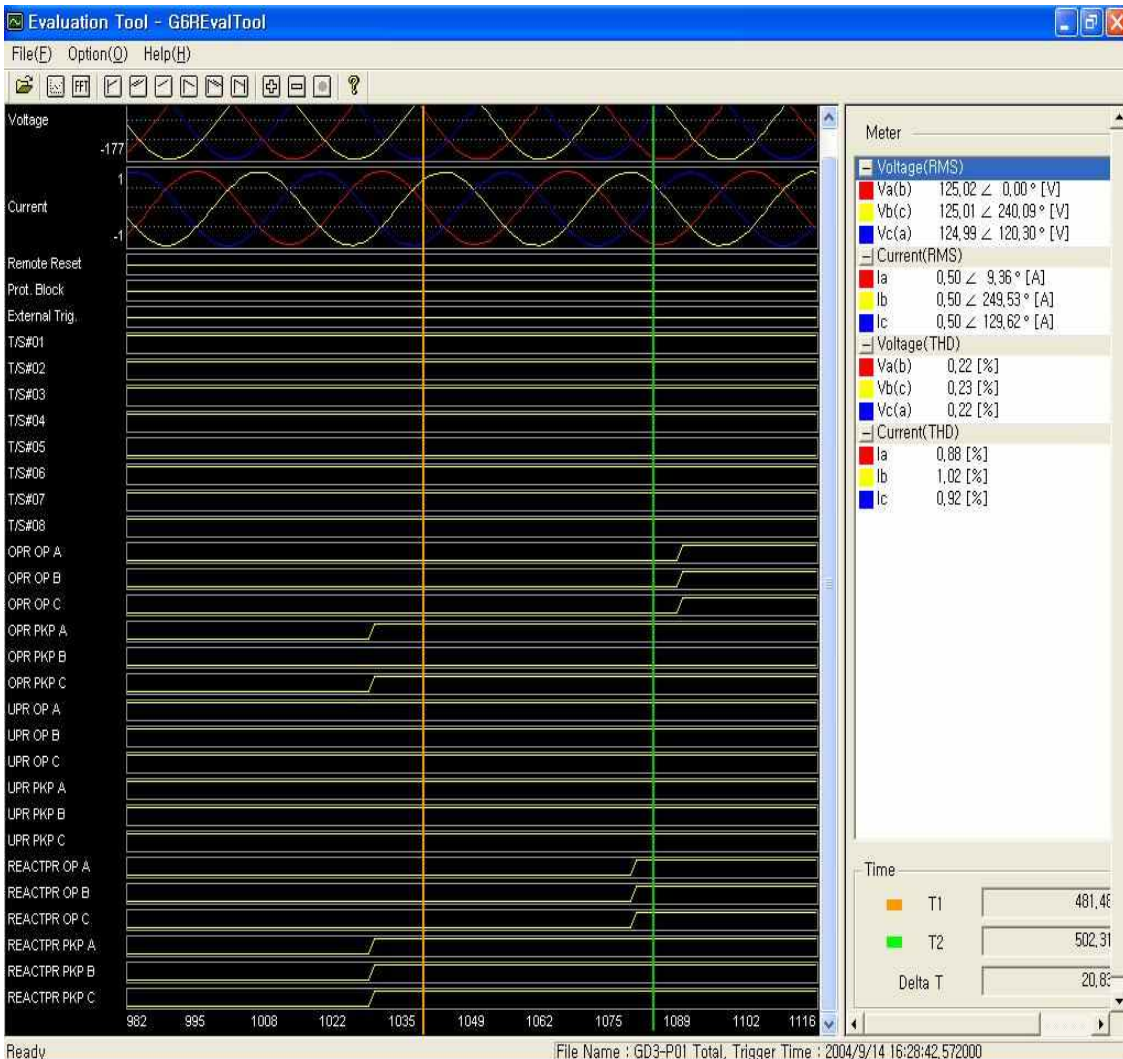 Evaluation Tool - G6REvalTool
File(F) Option(O) Help(H)
FFT
?
Voltage
-177
1
Current
-1
Remote Reset
Prot. Block
External Trig.
T/S#01
T/S#02
T/S#03
T/S#04
T/S#05
T/S#06
T/S#07
T/S#08
OPR OP A
OPR OP B
OPR OP C
OPR PKP A
OPR PKP B
OPR PKP C
UPR OP A
UPR OP B
UPR OP C
UPR PKP A
UPR PKP B
UPR PKP C
REACTPR OP A
REACTPR OP B
REACTPR OP C
REACTPR PKP A
REACTPR PKP B
REACTPR PKP C
982 995 1008 1022 1035 1049 1062 1075 1089 1102 1116
Meter
Voltage(RMS)
Va(b) 125,02 ∠ 0,00 ° [V]
Vb(c) 125,01 ∠ 240,09 ° [V]
Vc(a) 124,99 ∠ 120,30 ° [V]
Current(RMS)
Ia 0,50 ∠ 9,36 ° [A]
Ib 0,50 ∠ 249,53 ° [A]
Ic 0,50 ∠ 129,62 ° [A]
Voltage(THD)
Va(b) 0,22 [%]
Vb(c) 0,23 [%]
Vc(a) 0,22 [%]
Current(THD)
Ia 0,88 [%]
Ib 1,02 [%]
Ic 0,92 [%]
Time
T1 481,48
T2 502,31
Delta T 20,83
Ready
File Name : GD3-P01 Total, Trigger Time : 2004/9/14 16:28:42,572000